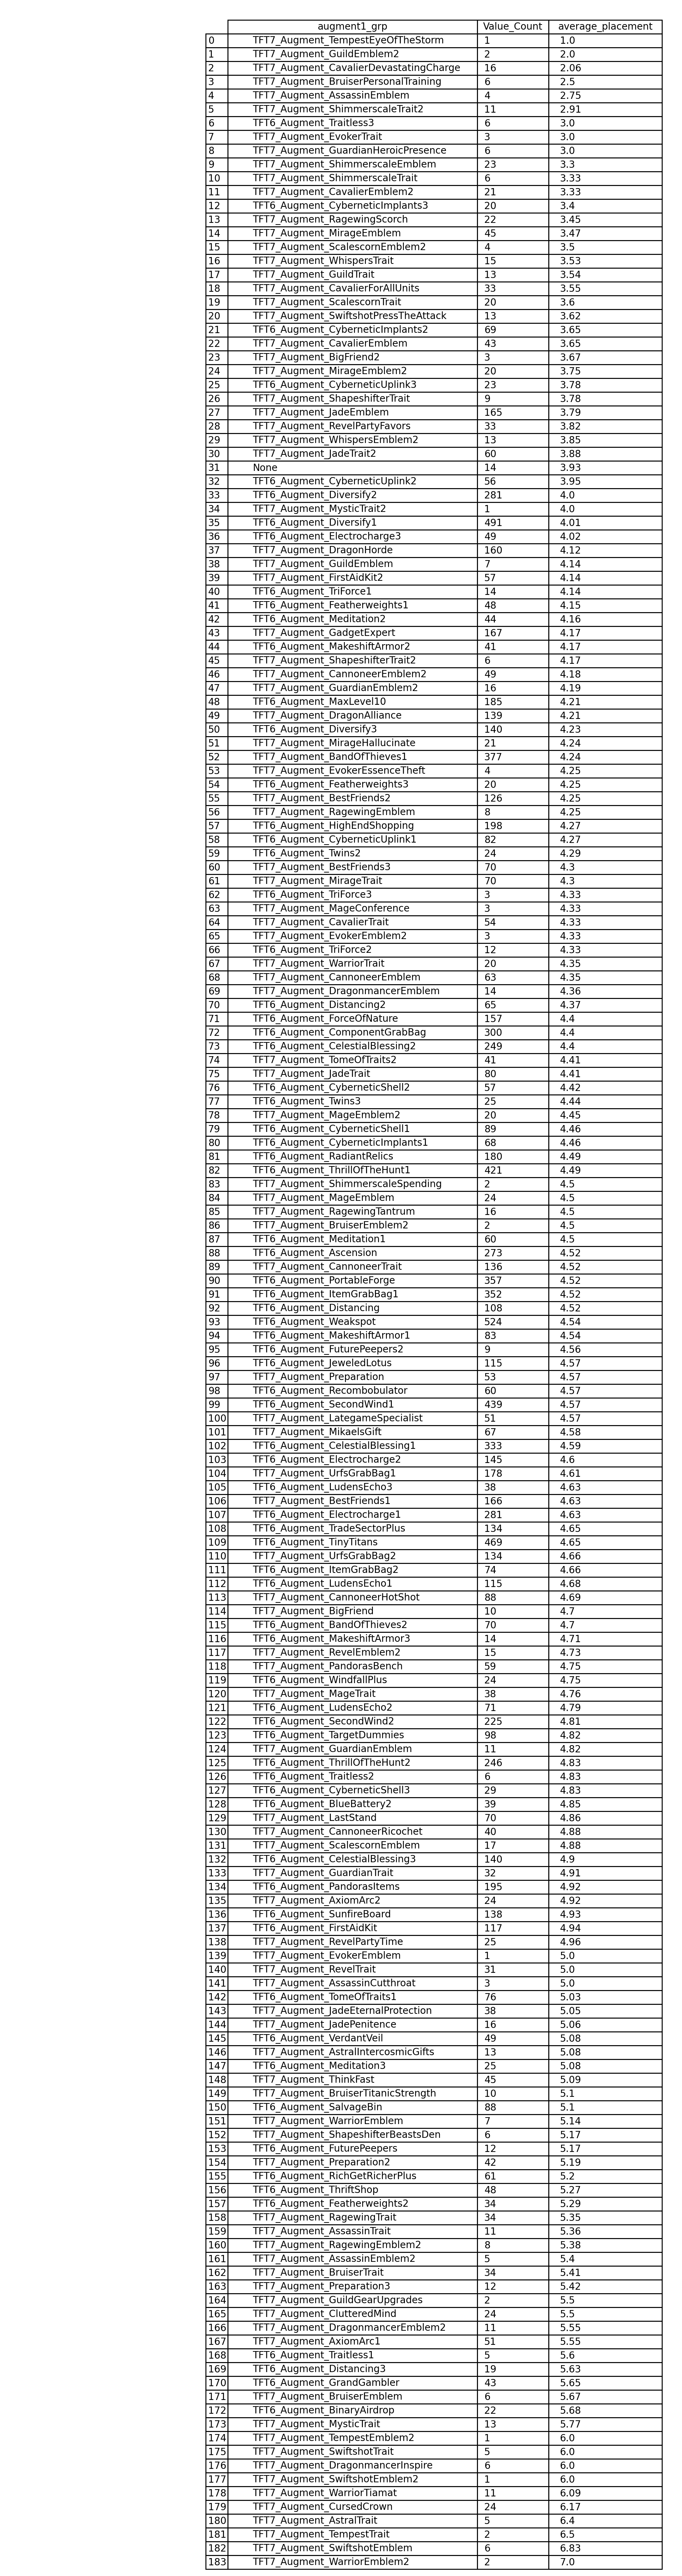 augment1_grp Value_Count average_placement
0 TFT7_Augment_TempestEyeOfTheStorm 1 1.0
1 TFT7_Augment_GuildEmblem2 2 2.0
2 TFT7_Augment_CavalierDevastatingCharge 16 2.06
3 TFT7_Augment_BruiserPersonalTraining 6 2.5
4 TFT7_Augment_AssassinEmblem 4 2.75
5 TFT7_Augment_ShimmerscaleTrait2 11 2.91
6 TFT6_Augment_Traitless3 6 3.0
7 TFT7_Augment_EvokerTrait 3 3.0
8 TFT7_Augment_GuardianHeroicPresence 6 3.0
9 TFT7_Augment_ShimmerscaleEmblem 23 3.3
10 TFT7_Augment_ShimmerscaleTrait 6 3.33
11 TFT7_Augment_CavalierEmblem2 21 3.33
12 TFT6_Augment_CyberneticImplants3 20 3.4
13 TFT7_Augment_RagewingScorch 22 3.45
14 TFT7_Augment_MirageEmblem 45 3.47
15 TFT7_Augment_ScalescornEmblem2 4 3.5
16 TFT7_Augment_WhispersTrait 15 3.53
17 TFT7_Augment_GuildTrait 13 3.54
18 TFT7_Augment_CavalierForAllUnits 33 3.55
19 TFT7_Augment_ScalescornTrait 20 3.6
20 TFT7_Augment_SwiftshotPressTheAttack 13 3.62
21 TFT6_Augment_CyberneticImplants2 69 3.65
22 TFT7_Augment_CavalierEmblem 43 3.65
23 TFT7_Augment_BigFriend2 3 3.67
24 TFT7_Augment_MirageEmblem2 20 3.75
25 TFT6_Augment_CyberneticUplink3 23 3.78
26 TFT7_Augment_ShapeshifterTrait 9 3.78
27 TFT7_Augment_JadeEmblem 165 3.79
28 TFT7_Augment_RevelPartyFavors 33 3.82
29 TFT7_Augment_WhispersEmblem2 13 3.85
30 TFT7_Augment_JadeTrait2 60 3.88
31 None 14 3.93
32 TFT6_Augment_CyberneticUplink2 56 3.95
33 TFT6_Augment_Diversify2 281 4.0
34 TFT7_Augment_MysticTrait2 1 4.0
35 TFT6_Augment_Diversify1 491 4.01
36 TFT6_Augment_Electrocharge3 49 4.02
37 TFT7_Augment_DragonHorde 160 4.12
38 TFT7_Augment_GuildEmblem 7 4.14
39 TFT7_Augment_FirstAidKit2 57 4.14
40 TFT6_Augment_TriForce1 14 4.14
41 TFT6_Augment_Featherweights1 48 4.15
42 TFT6_Augment_Meditation2 44 4.16
43 TFT7_Augment_GadgetExpert 167 4.17
44 TFT6_Augment_MakeshiftArmor2 41 4.17
45 TFT7_Augment_ShapeshifterTrait2 6 4.17
46 TFT7_Augment_CannoneerEmblem2 49 4.18
47 TFT7_Augment_GuardianEmblem2 16 4.19
48 TFT6_Augment_MaxLevel10 185 4.21
49 TFT7_Augment_DragonAlliance 139 4.21
50 TFT6_Augment_Diversify3 140 4.23
51 TFT7_Augment_MirageHallucinate 21 4.24
52 TFT7_Augment_BandOfThieves1 377 4.24
53 TFT7_Augment_EvokerEssenceTheft 4 4.25
54 TFT6_Augment_Featherweights3 20 4.25
55 TFT7_Augment_BestFriends2 126 4.25
56 TFT7_Augment_RagewingEmblem 8 4.25
57 TFT6_Augment_HighEndShopping 198 4.27
58 TFT6_Augment_CyberneticUplink1 82 4.27
59 TFT6_Augment_Twins2 24 4.29
60 TFT7_Augment_BestFriends3 70 4.3
61 TFT7_Augment_MirageTrait 70 4.3
62 TFT6_Augment_TriForce3 3 4.33
63 TFT7_Augment_MageConference 3 4.33
64 TFT7_Augment_CavalierTrait 54 4.33
65 TFT7_Augment_EvokerEmblem2 3 4.33
66 TFT6_Augment_TriForce2 12 4.33
67 TFT7_Augment_WarriorTrait 20 4.35
68 TFT7_Augment_CannoneerEmblem 63 4.35
69 TFT7_Augment_DragonmancerEmblem 14 4.36
70 TFT6_Augment_Distancing2 65 4.37
71 TFT6_Augment_ForceOfNature 157 4.4
72 TFT6_Augment_ComponentGrabBag 300 4.4
73 TFT6_Augment_CelestialBlessing2 249 4.4
74 TFT7_Augment_TomeOfTraits2 41 4.41
75 TFT7_Augment_JadeTrait 80 4.41
76 TFT6_Augment_CyberneticShell2 57 4.42
77 TFT6_Augment_Twins3 25 4.44
78 TFT7_Augment_MageEmblem2 20 4.45
79 TFT6_Augment_CyberneticShell1 89 4.46
80 TFT6_Augment_CyberneticImplants1 68 4.46
81 TFT6_Augment_RadiantRelics 180 4.49
82 TFT6_Augment_ThrillOfTheHunt1 421 4.49
83 TFT7_Augment_ShimmerscaleSpending 2 4.5
84 TFT7_Augment_MageEmblem 24 4.5
85 TFT7_Augment_RagewingTantrum 16 4.5
86 TFT7_Augment_BruiserEmblem2 2 4.5
87 TFT6_Augment_Meditation1 60 4.5
88 TFT6_Augment_Ascension 273 4.52
89 TFT7_Augment_CannoneerTrait 136 4.52
90 TFT6_Augment_PortableForge 357 4.52
91 TFT6_Augment_ItemGrabBag1 352 4.52
92 TFT6_Augment_Distancing 108 4.52
93 TFT6_Augment_Weakspot 524 4.54
94 TFT6_Augment_MakeshiftArmor1 83 4.54
95 TFT6_Augment_FuturePeepers2 9 4.56
96 TFT6_Augment_JeweledLotus 115 4.57
97 TFT7_Augment_Preparation 53 4.57
98 TFT6_Augment_Recombobulator 60 4.57
99 TFT6_Augment_SecondWind1 439 4.57
100 TFT7_Augment_LategameSpecialist 51 4.57
101 TFT7_Augment_MikaelsGift 67 4.58
102 TFT6_Augment_CelestialBlessing1 333 4.59
103 TFT6_Augment_Electrocharge2 145 4.6
104 TFT7_Augment_UrfsGrabBag1 178 4.61
105 TFT6_Augment_LudensEcho3 38 4.63
106 TFT7_Augment_BestFriends1 166 4.63
107 TFT6_Augment_Electrocharge1 281 4.63
108 TFT6_Augment_TradeSectorPlus 134 4.65
109 TFT6_Augment_TinyTitans 469 4.65
110 TFT7_Augment_UrfsGrabBag2 134 4.66
111 TFT6_Augment_ItemGrabBag2 74 4.66
112 TFT6_Augment_LudensEcho1 115 4.68
113 TFT7_Augment_CannoneerHotShot 88 4.69
114 TFT7_Augment_BigFriend 10 4.7
115 TFT6_Augment_BandOfThieves2 70 4.7
116 TFT6_Augment_MakeshiftArmor3 14 4.71
117 TFT7_Augment_RevelEmblem2 15 4.73
118 TFT6_Augment_PandorasBench 59 4.75
119 TFT6_Augment_WindfallPlus 24 4.75
120 TFT7_Augment_MageTrait 38 4.76
121 TFT6_Augment_LudensEcho2 71 4.79
122 TFT6_Augment_SecondWind2 225 4.81
123 TFT6_Augment_TargetDummies 98 4.82
124 TFT7_Augment_GuardianEmblem 11 4.82
125 TFT6_Augment_ThrillOfTheHunt2 246 4.83
126 TFT6_Augment_Traitless2 6 4.83
127 TFT6_Augment_CyberneticShell3 29 4.83
128 TFT6_Augment_BlueBattery2 39 4.85
129 TFT7_Augment_LastStand 70 4.86
130 TFT7_Augment_CannoneerRicochet 40 4.88
131 TFT7_Augment_ScalescornEmblem 17 4.88
132 TFT6_Augment_CelestialBlessing3 140 4.9
133 TFT7_Augment_GuardianTrait 32 4.91
134 TFT6_Augment_PandorasItems 195 4.92
135 TFT7_Augment_AxiomArc2 24 4.92
136 TFT6_Augment_SunfireBoard 138 4.93
137 TFT6_Augment_FirstAidKit 117 4.94
138 TFT7_Augment_RevelPartyTime 25 4.96
139 TFT7_Augment_EvokerEmblem 1 5.0
140 TFT7_Augment_RevelTrait 31 5.0
141 TFT7_Augment_AssassinCutthroat 3 5.0
142 TFT6_Augment_TomeOfTraits1 76 5.03
143 TFT7_Augment_JadeEternalProtection 38 5.05
144 TFT7_Augment_JadePenitence 16 5.06
145 TFT6_Augment_VerdantVeil 49 5.08
146 TFT7_Augment_AstralIntercosmicGifts 13 5.08
147 TFT6_Augment_Meditation3 25 5.08
148 TFT7_Augment_ThinkFast 45 5.09
149 TFT7_Augment_BruiserTitanicStrength 10 5.1
150 TFT6_Augment_SalvageBin 88 5.1
151 TFT7_Augment_WarriorEmblem 7 5.14
152 TFT7_Augment_ShapeshifterBeastsDen 6 5.17
153 TFT6_Augment_FuturePeepers 12 5.17
154 TFT7_Augment_Preparation2 42 5.19
155 TFT6_Augment_RichGetRicherPlus 61 5.2
156 TFT6_Augment_ThriftShop 48 5.27
157 TFT6_Augment_Featherweights2 34 5.29
158 TFT7_Augment_RagewingTrait 34 5.35
159 TFT7_Augment_AssassinTrait 11 5.36
160 TFT7_Augment_RagewingEmblem2 8 5.38
161 TFT7_Augment_AssassinEmblem2 5 5.4
162 TFT7_Augment_BruiserTrait 34 5.41
163 TFT7_Augment_Preparation3 12 5.42
164 TFT7_Augment_GuildGearUpgrades 2 5.5
165 TFT6_Augment_ClutteredMind 24 5.5
166 TFT7_Augment_DragonmancerEmblem2 11 5.55
167 TFT7_Augment_AxiomArc1 51 5.55
168 TFT6_Augment_Traitless1 5 5.6
169 TFT6_Augment_Distancing3 19 5.63
170 TFT6_Augment_GrandGambler 43 5.65
171 TFT7_Augment_BruiserEmblem 6 5.67
172 TFT6_Augment_BinaryAirdrop 22 5.68
173 TFT7_Augment_MysticTrait 13 5.77
174 TFT7_Augment_TempestEmblem2 1 6.0
175 TFT7_Augment_SwiftshotTrait 5 6.0
176 TFT7_Augment_DragonmancerInspire 6 6.0
177 TFT7_Augment_SwiftshotEmblem2 1 6.0
178 TFT7_Augment_WarriorTiamat 11 6.09
179 TFT7_Augment_CursedCrown 24 6.17
180 TFT7_Augment_AstralTrait 5 6.4
181 TFT7_Augment_TempestTrait 2 6.5
182 TFT7_Augment_SwiftshotEmblem 6 6.83
183 TFT7_Augment_WarriorEmblem2 2 7.0